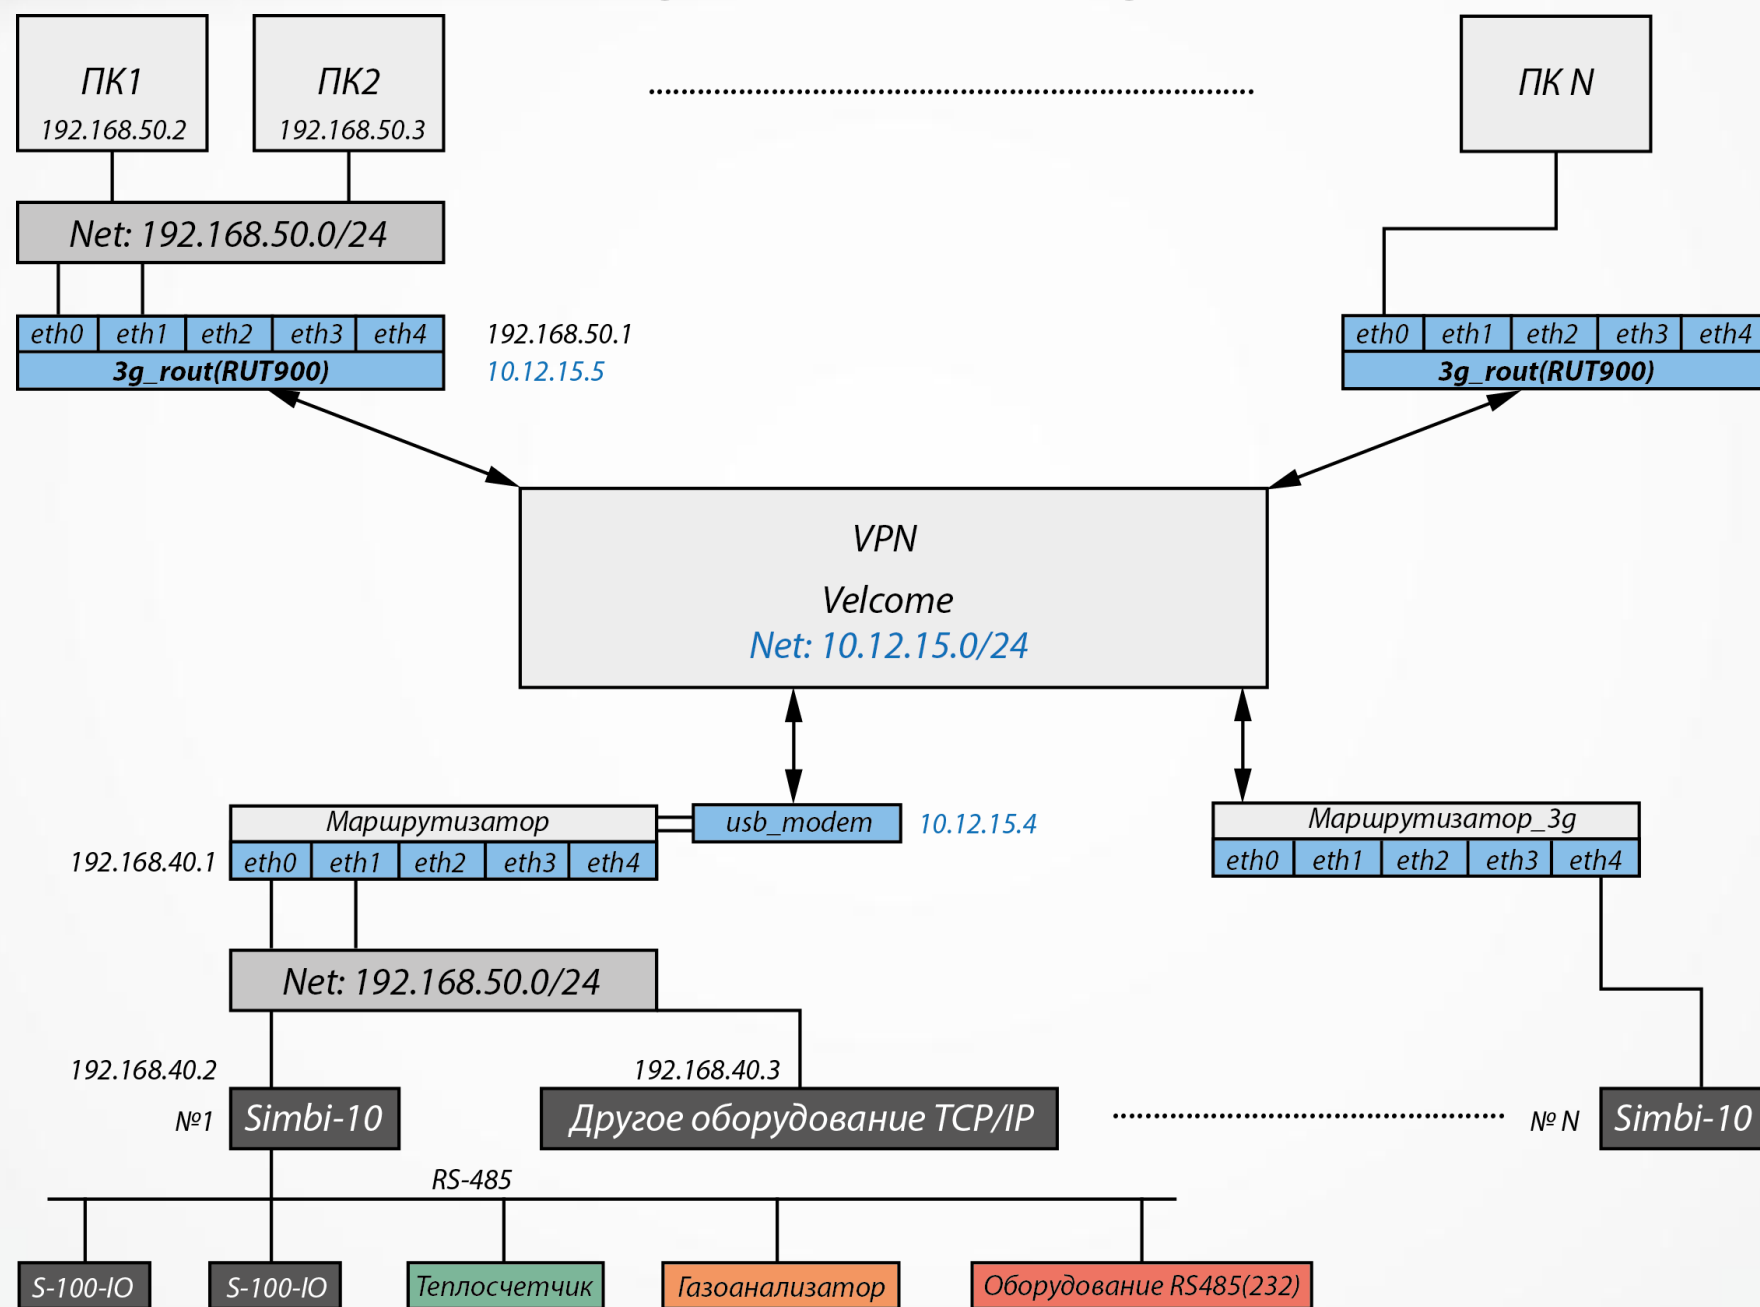 ПК1
192.168.50.2
ПК2
192.168.50.3
ПК N
Net: 192.168.50.0/24
eth0 eth1 eth2 eth3 eth4
3g_rout(RUT900)
192.168.50.1
10.12.15.5
eth0 eth1 eth2 eth3 eth4
3g_rout(RUT900)
VPN
Velcome
Net: 10.12.15.0/24
Маршрутизатор
192.168.40.1
eth0 eth1 eth2 eth3 eth4
usb_modem
10.12.15.4
Маршрутизатор_3g
eth0 eth1 eth2 eth3 eth4
Net: 192.168.50.0/24
192.168.40.2
192.168.40.3
№1
Simbi-10
Другое оборудование TCP/IP
№ N
Simbi-10
RS-485
S-100-IO
S-100-IO
Теплосчетчик
Газоанализатор
Оборудование RS485(232)